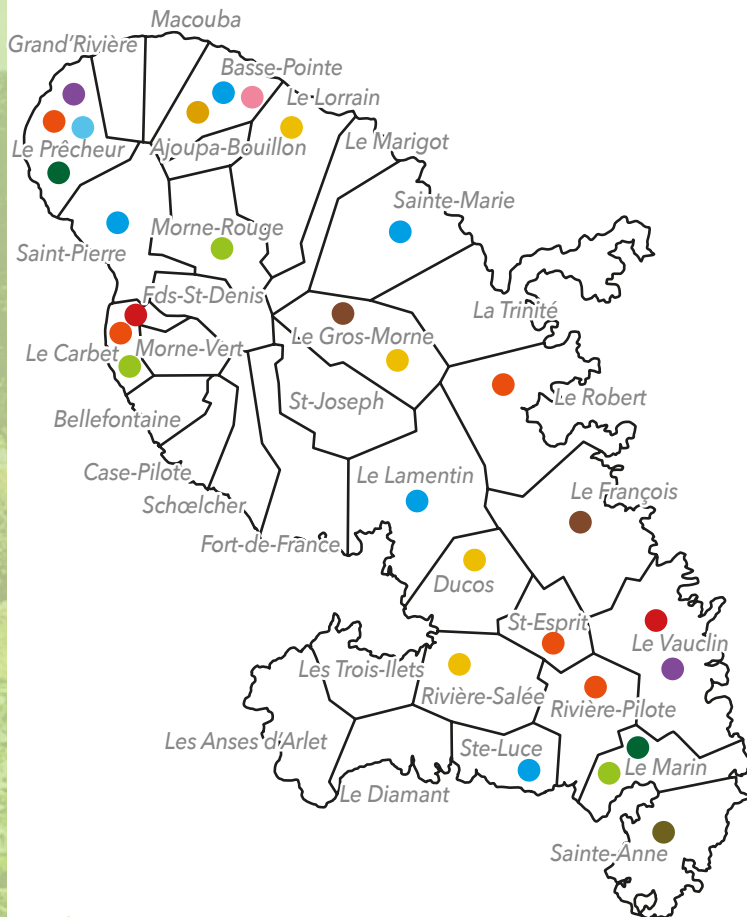 Macouba
Grand'Rivière
Basse-Pointe
Le Lorrain
Le Prêcheur
Ajoupa-Bouillon
Le Marigot
Sainte-Marie
Morne-Rouge
Saint-Pierre
Fds-St-Denis
La Trinité
Le Gros-Morne
Le Carbet
Morne-Vert
St-Joseph
Le Robert
Bellefontaine
Case-Pilote
Le Lamentin
Le François
Schœlcher
Fort-de-France
Ducos
St-Esprit
Le Vauclin
Les Trois-Ilets
Rivière-Salée
Rivière-Pilote
Les Anses d'Arlet
Ste-Luce
Le Marin
Le Diamant
Sainte-Anne